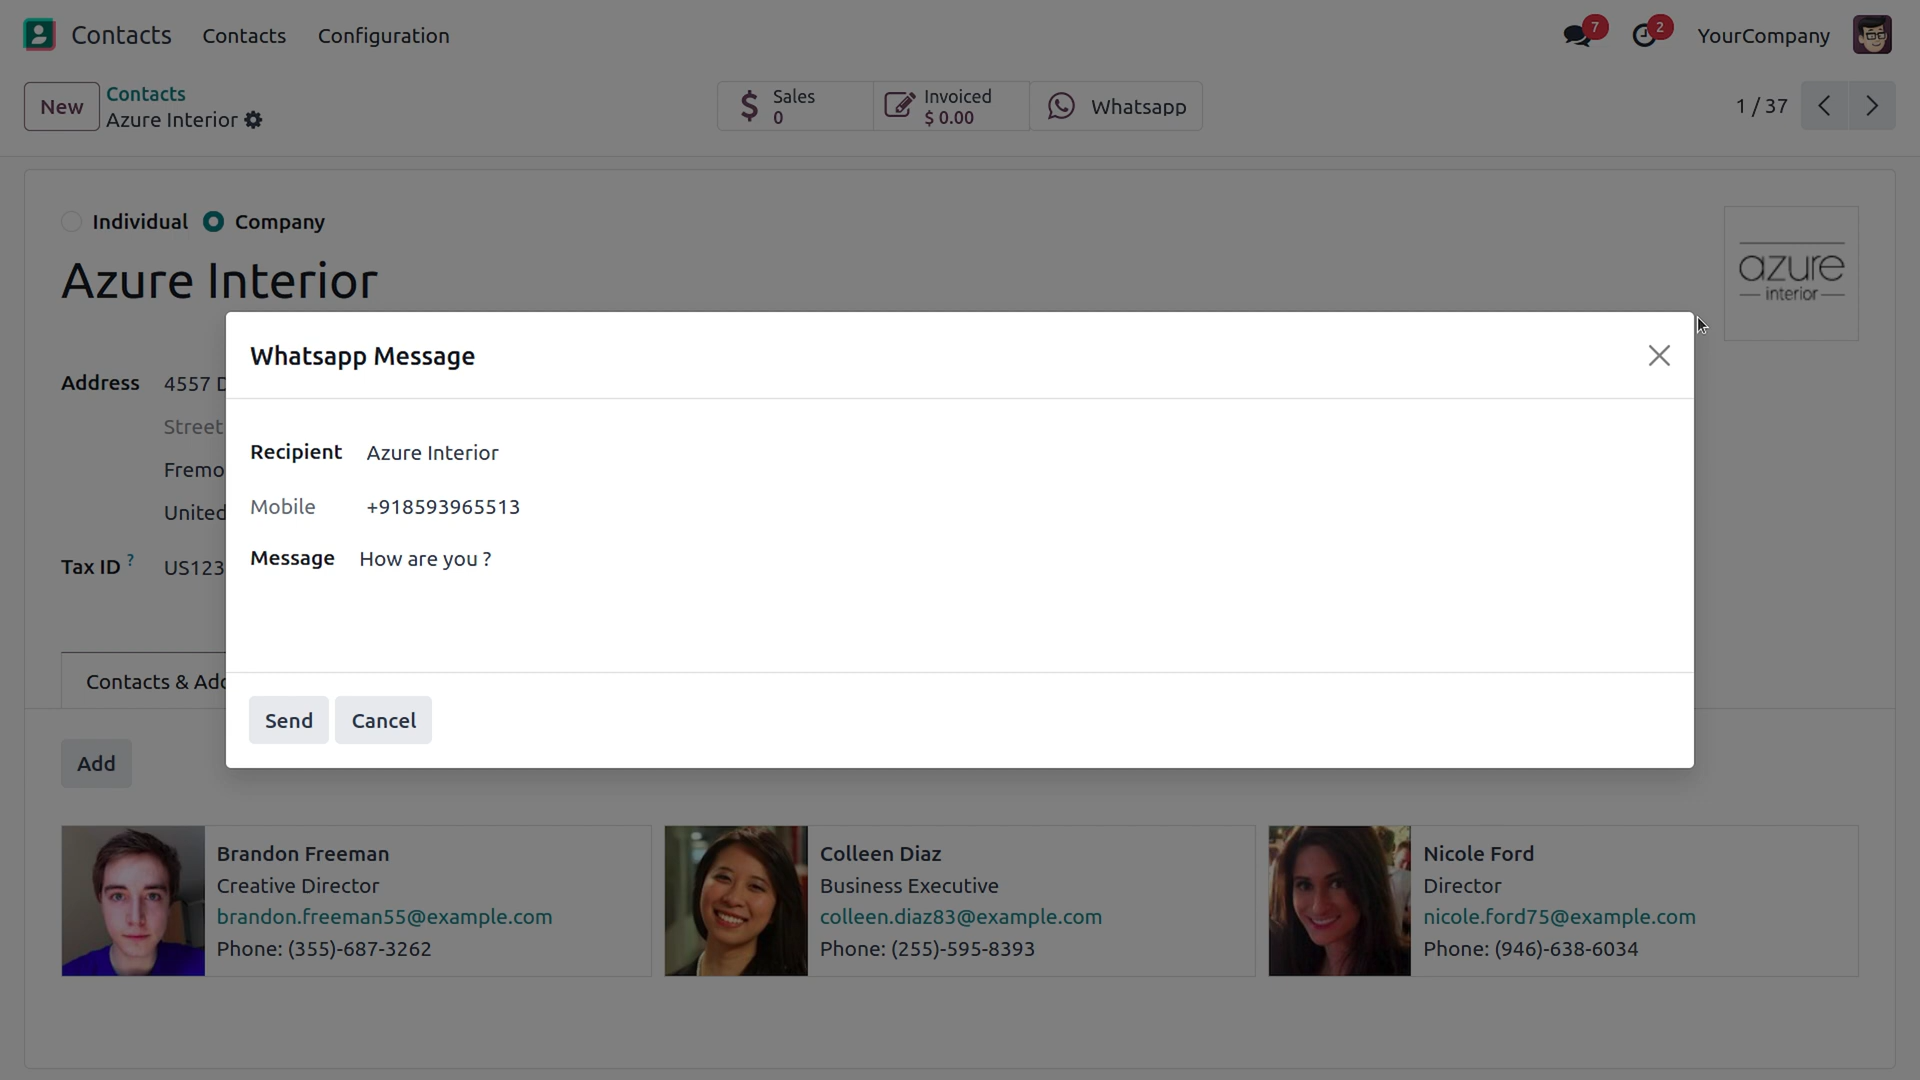 Contacts
Contacts
Configuration
7
2
YourCompany
New
Contacts
Azure Interior
Sales
0
Invoiced
$ 0.00
Whatsapp
1 / 37
Individual
Company
azure
interior
Azure Interior
Whatsapp Message
Address
4557
Street
Recipient
Azure Interior
Fremo
Mobile
+918593965513
United
Message
How are you ?
Tax ID ?
US123
Contacts & Add
Send
Cancel
Add
Brandon Freeman
Creative Director
brandon.freeman55@example.com
Phone: (355)-687-3262
Colleen Diaz
Business Executive
colleen.diaz83@example.com
Phone: (255)-595-8393
Nicole Ford
Director
nicole.ford75@example.com
Phone: (946)-638-6034